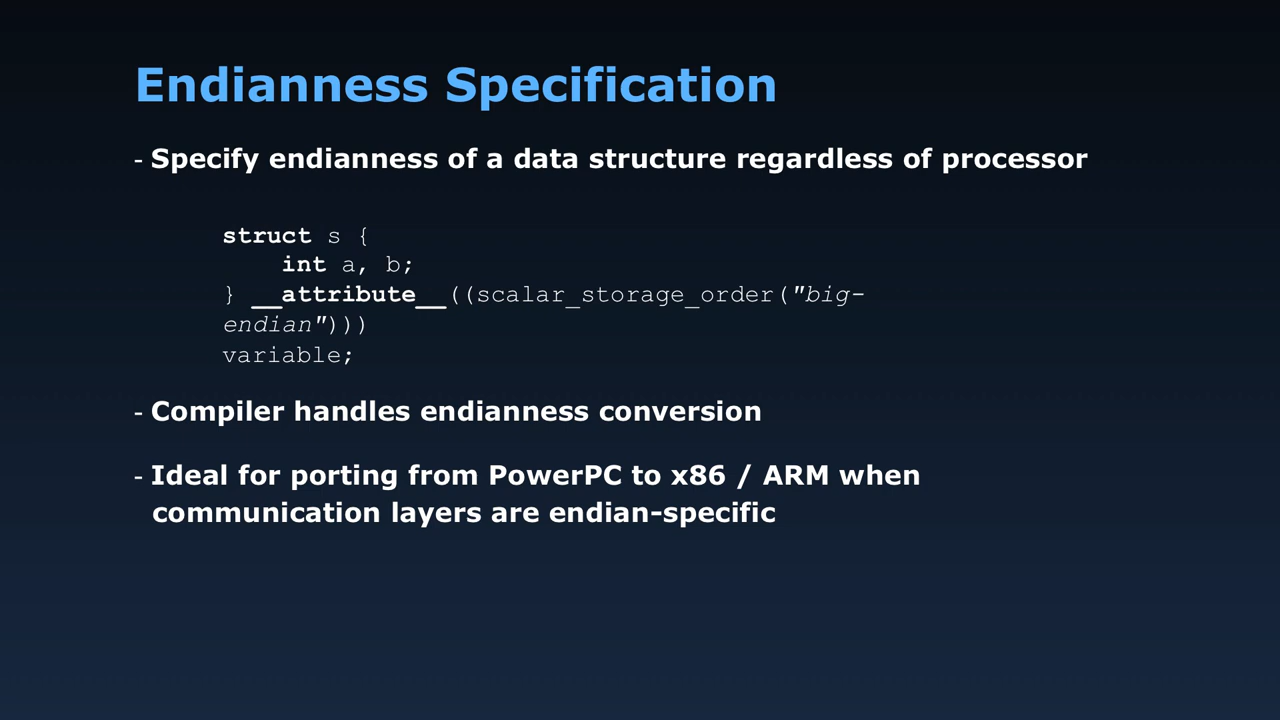 Endianness Specification
- Specify endianness of a data structure regardless of processor
struct s {
    int a, b;
} __attribute__((scalar_storage_order("big-
endian")))
variable;
- Compiler handles endianness conversion
- Ideal for porting from PowerPC to x86 / ARM when
communication layers are endian-specific